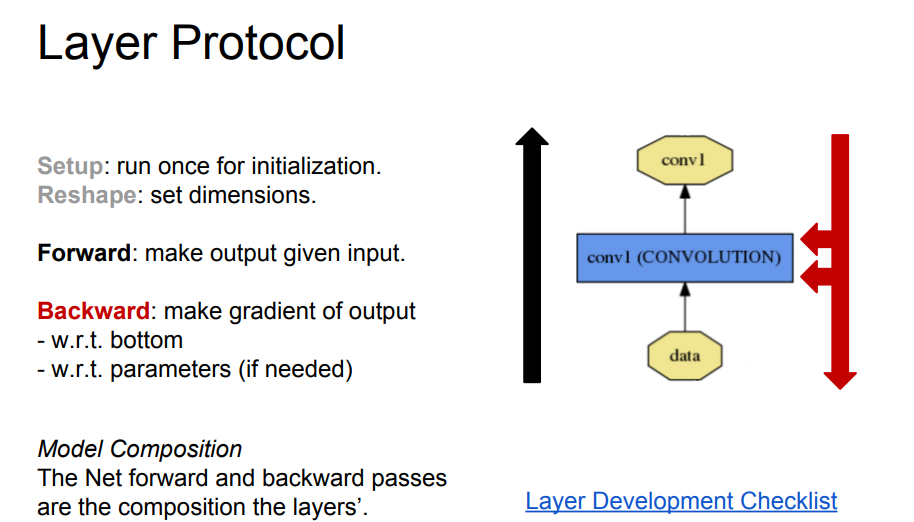 Layer Protocol
Setup: run once for initialization.
Reshape: set dimensions.
Forward: make output given input.
Backward: make gradient of output
- w.r.t. bottom
- w.r.t. parameters (if needed)
Model Composition
The Net forward and backward passes
are the composition the layers’.
conv1
conv1 (CONVOLUTION)
data
Layer Development Checklist